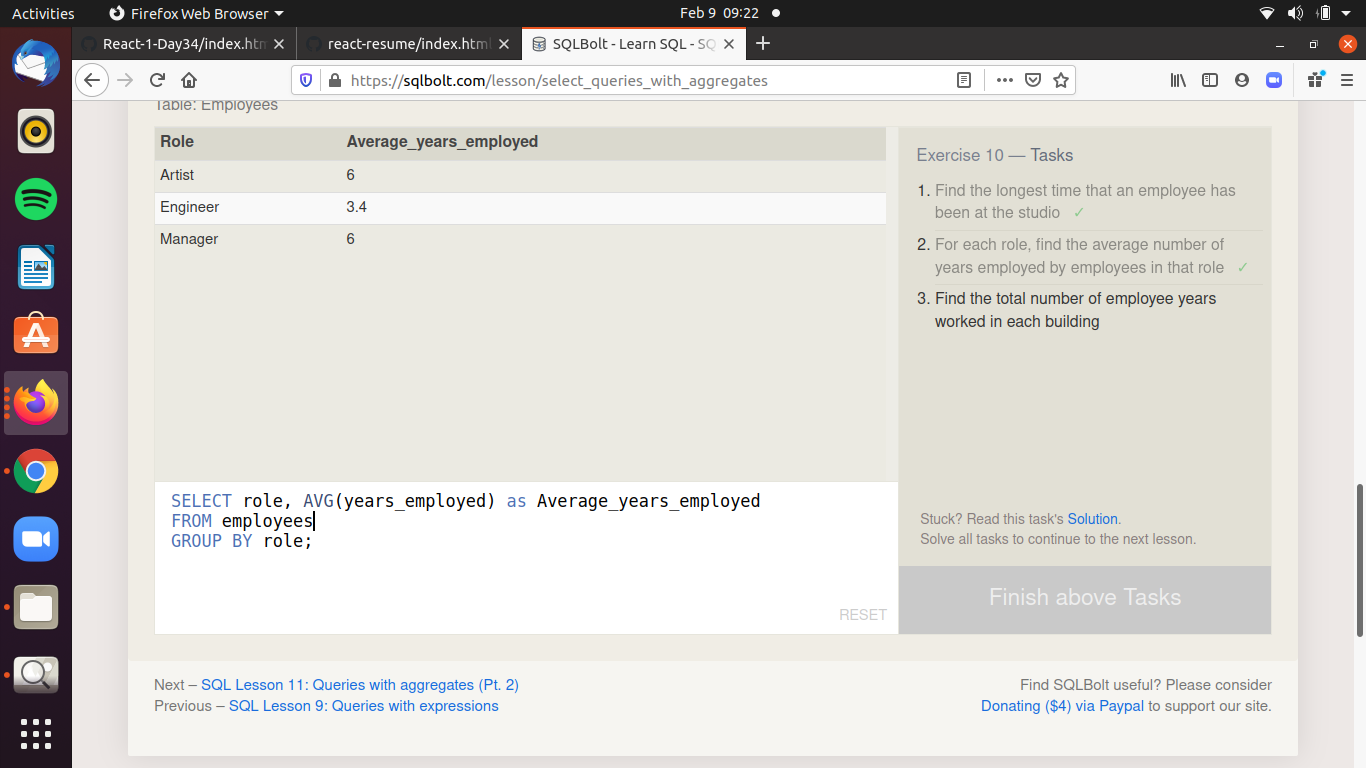 Activities Firefox Web Browser Feb 9 09:22
React-1-Day34/index.htm react-resume/index.html SQLBolt - Learn SQL - SQ
https://sqlbolt.com/lesson/select_queries_with_aggregates
Table: Employees
Role Average_years_employed
Artist 6
Engineer 3.4
Manager 6
SELECT role, AVG(years_employed) as Average_years_employed
FROM employees
GROUP BY role;
RESET
Exercise 10 — Tasks
1. Find the longest time that an employee has
been at the studio ✓
2. For each role, find the average number of
years employed by employees in that role ✓
3. Find the total number of employee years
worked in each building
Stuck? Read this task's Solution.
Solve all tasks to continue to the next lesson.
Finish above Tasks
Next – SQL Lesson 11: Queries with aggregates (Pt. 2)
Previous – SQL Lesson 9: Queries with expressions
Find SQLBolt useful? Please consider
Donating ($4) via Paypal to support our site.